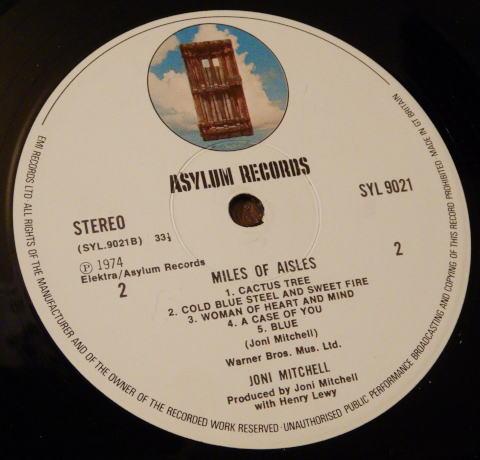 ASYLUM RECORDS
STEREO
(SYL.9021B) 33⅓
SYL 9021
Ⓟ 1974
Elektra/Asylum Records
2
2
MILES OF AISLES
1. CACTUS TREE
2. COLD BLUE STEEL AND SWEET FIRE
3. WOMAN OF HEART AND MIND
4. A CASE OF YOU
5. BLUE
(Joni Mitchell)
Warner Bros. Mus. Ltd.
JONI MITCHELL
Produced by Joni Mitchell
with Henry Lewy
EMI RECORDS LTD ALL RIGHTS OF THE MANUFACTURER AND OF THE OWNER OF THE RECORDED WORK RESERVED · UNAUTHORISED PUBLIC PERFORMANCE BROADCASTING AND COPYING OF THIS RECORD PROHIBITED MADE IN GT BRITAIN